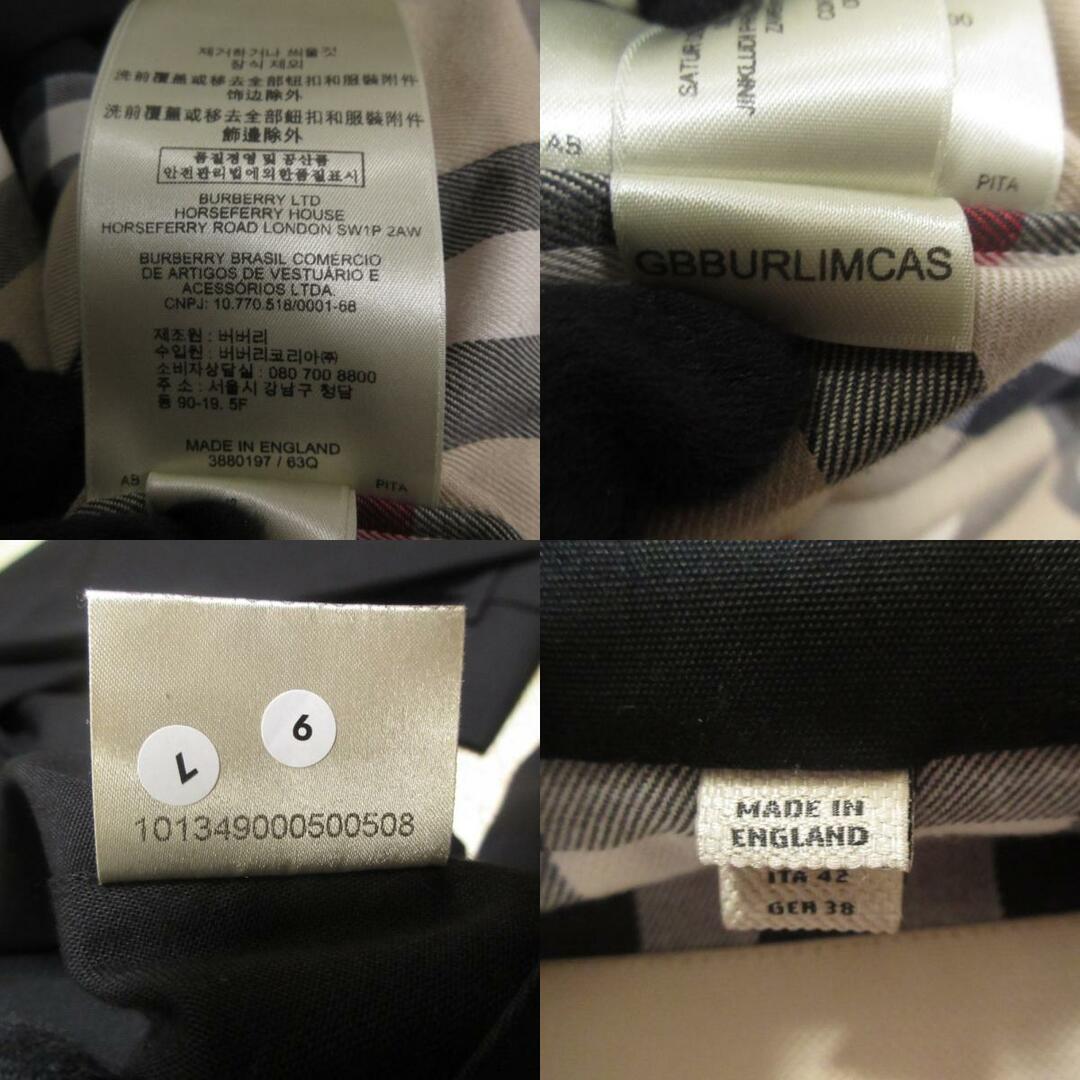 제거하거나 씌울것
장식 제외
洗前覆蓋或移去全部鈕扣和服裝附件
饰边除外
洗前覆蓋或移去全部鈕扣和服裝附件
飾邊除外
품질경영 및 공산품
안전관리법에의한품질표시
BURBERRY LTD
HORSEFERRY HOUSE
HORSEFERRY ROAD LONDON SW1P 2AW
BURBERRY BRASIL COMÉRCIO
DE ARTIGOS DE VESTUÁRIO E
ACESSÓRIOS LTDA.
CNPJ: 10.770.518/0001-68
제조원 : 버버리
수입원 : 버버리코리아㈜
소비자상담실 : 080 700 8800
주 소 : 서울시 강남구 청담
동 90-19. 5F
MADE IN ENGLAND
3880197 / 63Q
AB PITA
AB
PITA
GBBURLIMCAS
L
6
101349000500508
MADE IN
ENGLAND
ITA 42
GER 38